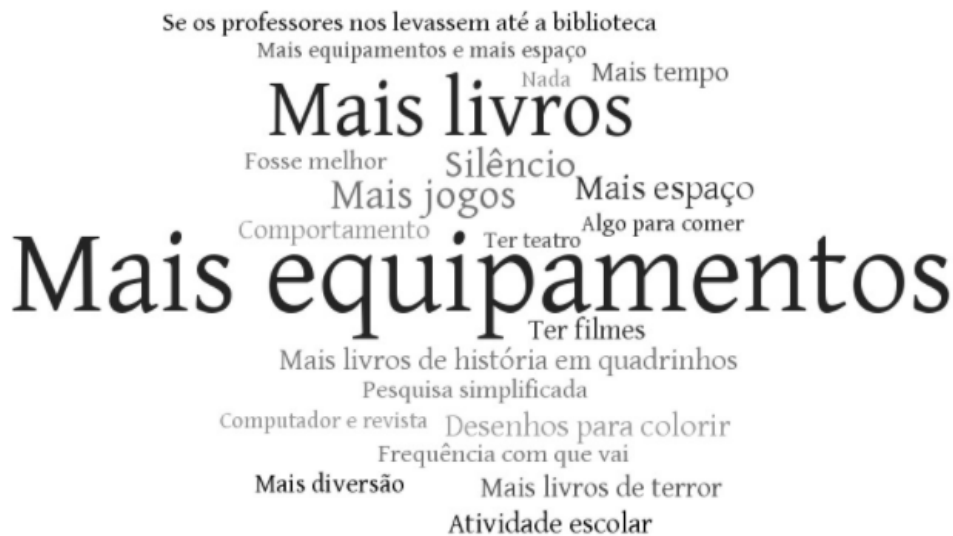 Se os professores nos levassem até a biblioteca
Mais equipamentos e mais espaço
Nada
Mais tempo
Mais livros
Fosse melhor
Silêncio
Mais jogos
Mais espaço
Comportamento
Ter teatro
Algo para comer
Mais equipamentos
Ter filmes
Mais livros de história em quadrinhos
Pesquisa simplificada
Computador e revista
Desenhos para colorir
Frequência com que vai
Mais diversão
Mais livros de terror
Atividade escolar